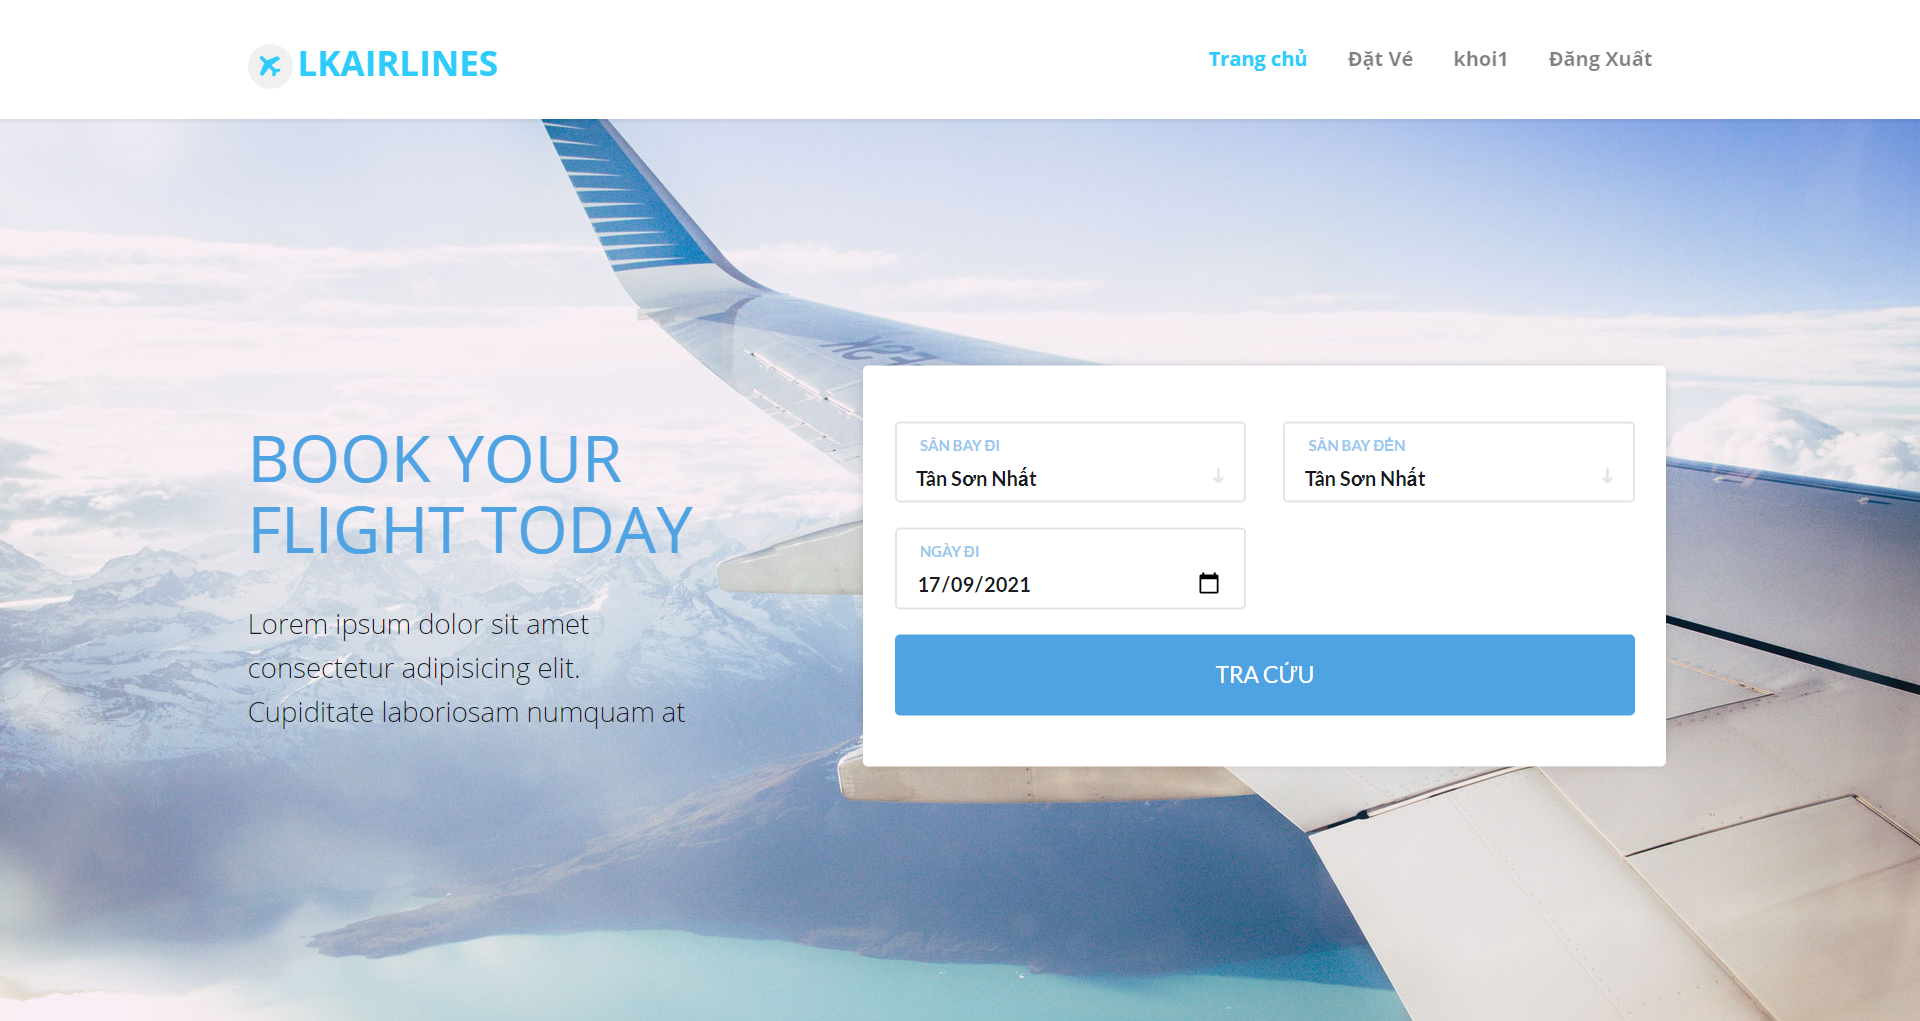 LKAIRLINES
Trang chủ
Đặt Vé
khoi1
Đăng Xuất
BOOK YOUR
FLIGHT TODAY
Lorem ipsum dolor sit amet
consectetur adipisicing elit.
Cupiditate laboriosam numquam at
SÂN BAY ĐI
Tân Sơn Nhất
SÂN BAY ĐẾN
Tân Sơn Nhất
NGÀY ĐI
17/09/2021
TRA CỨU